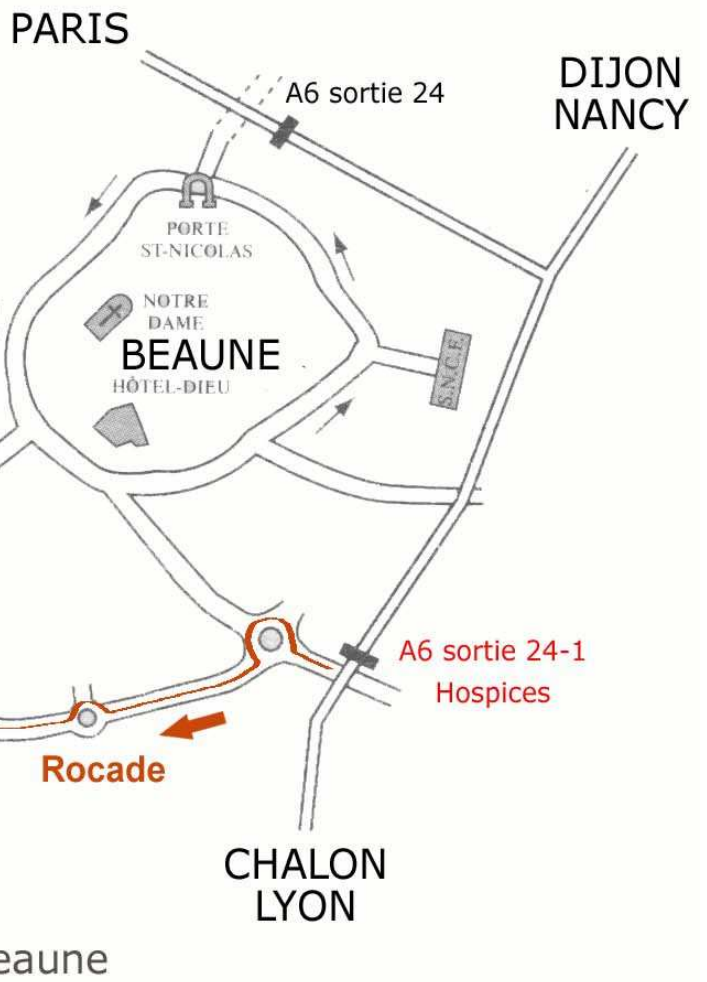 PARIS
DIJON
NANCY
A6 sortie 24
PORTE
ST-NICOLAS
NOTRE
DAME
BEAUNE
HÔTEL-DIEU
S.N.C.F.
A6 sortie 24-1
Hospices
Rocade
CHALON
LYON
eaune